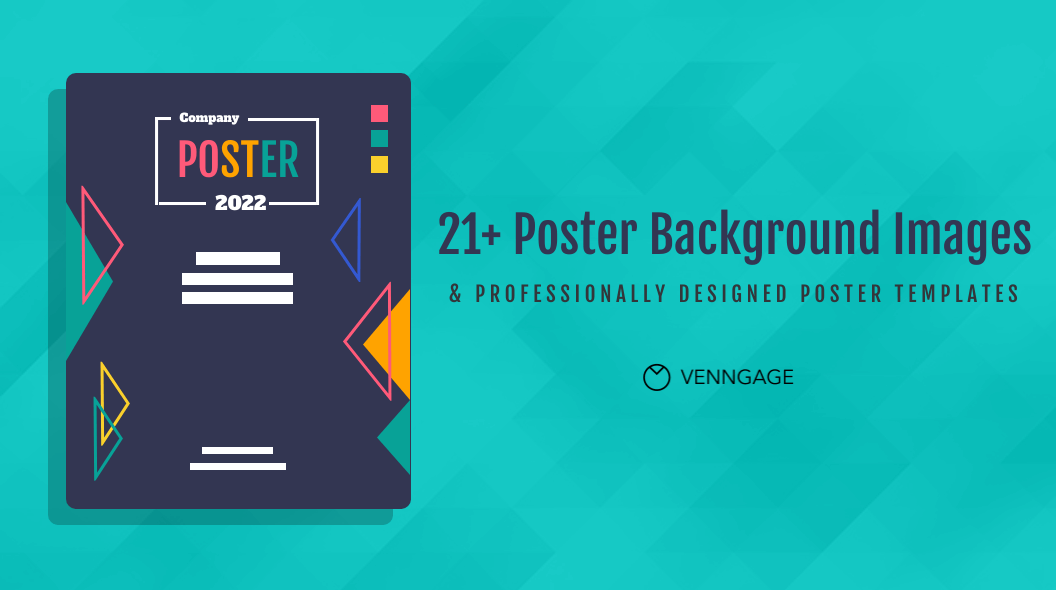 Company
POSTER
2022
21+ Poster Background Images
& PROFESSIONALLY DESIGNED POSTER TEMPLATES
VENNGAGE